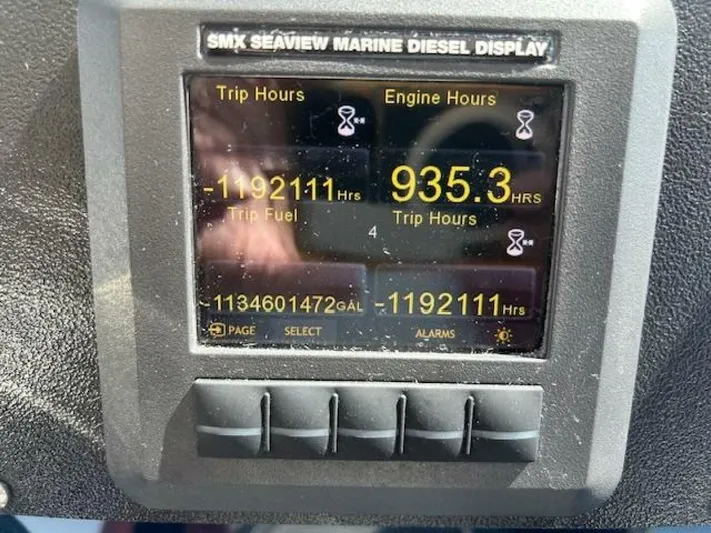 SMX SEAVIEW MARINE DIESEL DISPLAY
Trip Hours Engine Hours
-1192111Hrs 935.3HRS
Trip Fuel Trip Hours
4
-1134601472GAL -1192111Hrs
PAGE SELECT ALARMS